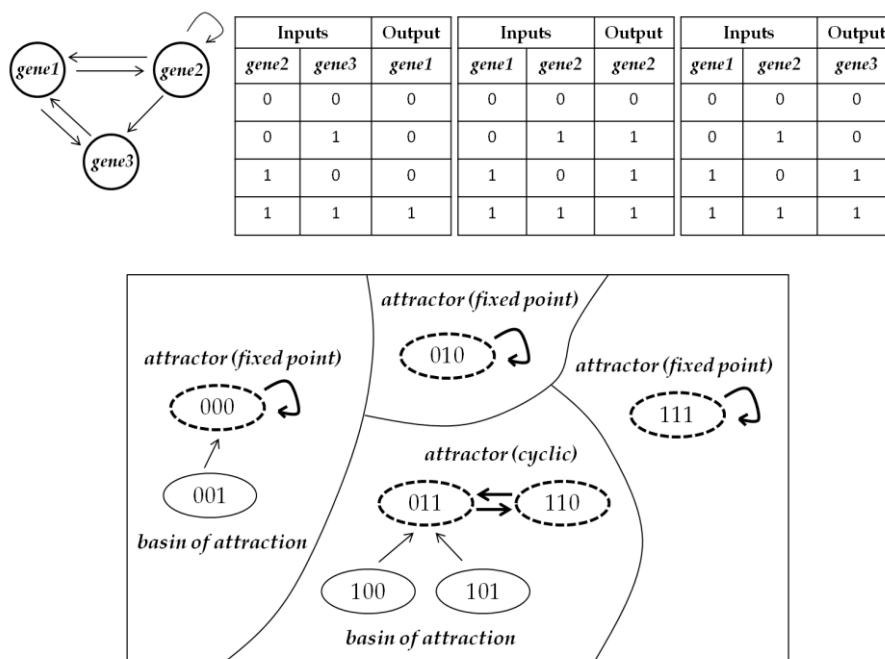 gene1
gene2
gene3
Inputs Output
gene2 gene3 gene1
0 0 0
0 1 0
1 0 0
1 1 1
Inputs Output
gene1 gene2 gene2
0 0 0
0 1 1
1 0 1
1 1 1
Inputs Output
gene1 gene2 gene3
0 0 0
0 1 0
1 0 1
1 1 1
attractor (fixed point)
000
001
basin of attraction
attractor (fixed point)
010
attractor (fixed point)
111
attractor (cyclic)
011 110
100 101
basin of attraction